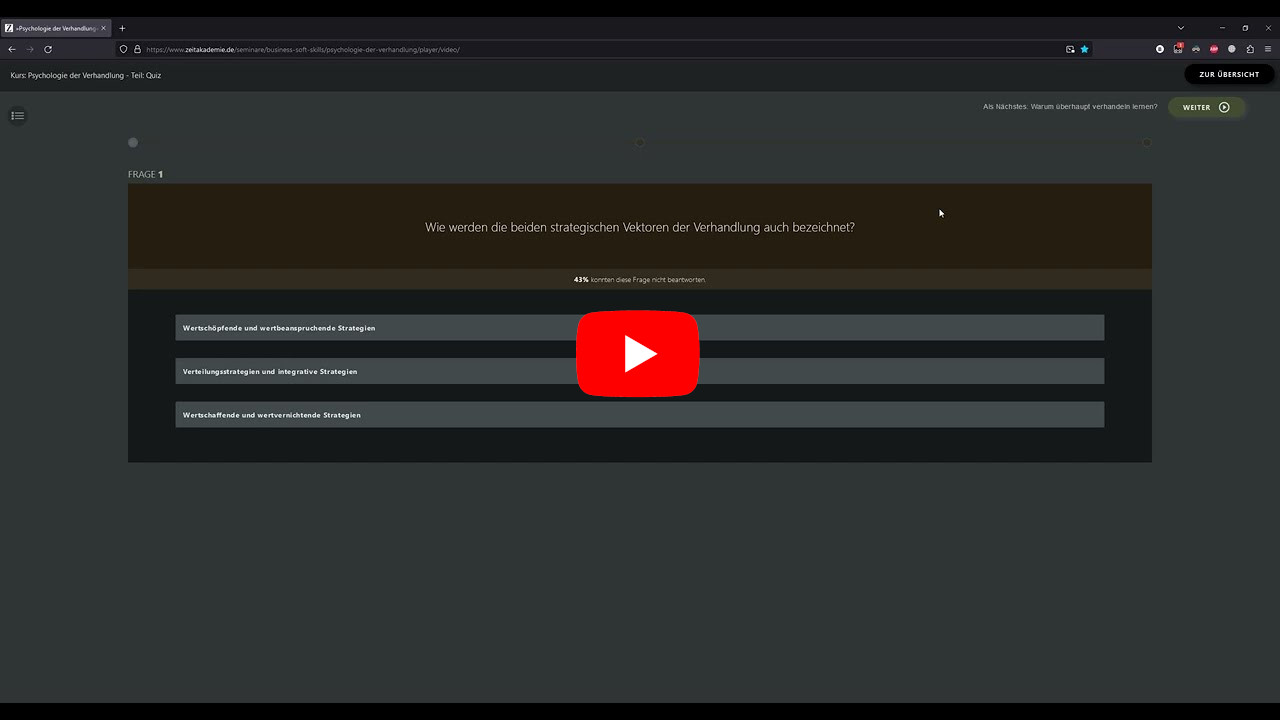 »Psychologie der Verhandlung«
https://www.zeitakademie.de/seminare/business-soft-skills/psychologie-der-verhandlung/player/video/
Kurs: Psychologie der Verhandlung - Teil: Quiz
ZUR ÜBERSICHT
Als Nächstes: Warum überhaupt verhandeln lernen?
WEITER
FRAGE 1
Wie werden die beiden strategischen Vektoren der Verhandlung auch bezeichnet?
43% konnten diese Frage nicht beantworten.
Wertschöpfende und wertbeanspruchende Strategien
Verteilungsstrategien und integrative Strategien
Wertschaffende und wertvernichtende Strategien